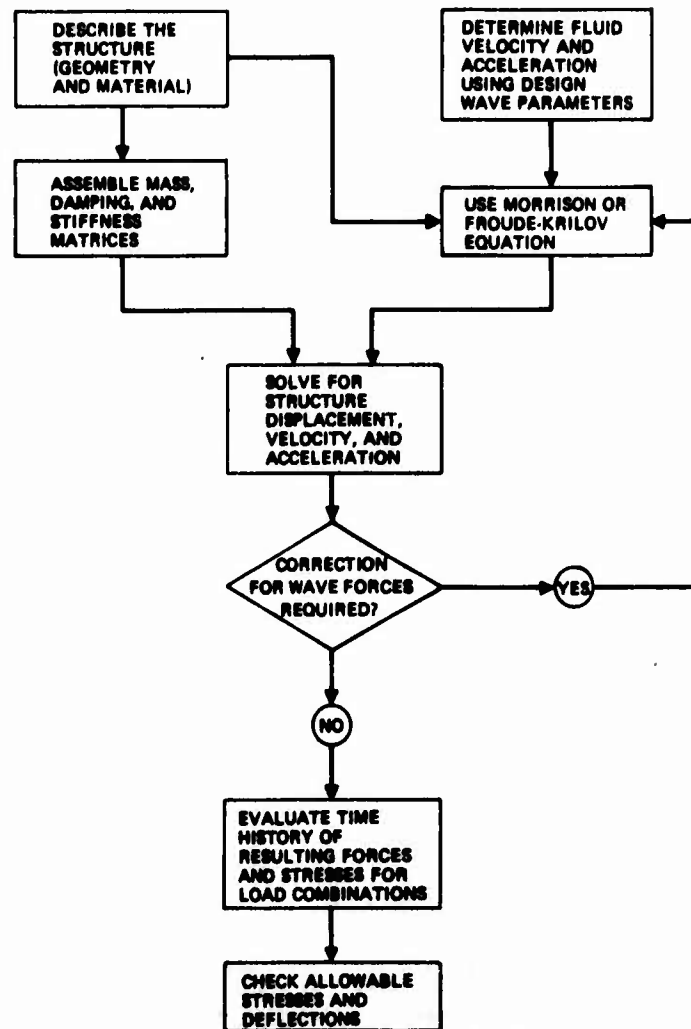 DESCRIBE THE
STRUCTURE
(GEOMETRY
AND MATERIAL)
DETERMINE FLUID
VELOCITY AND
ACCELERATION
USING DESIGN
WAVE PARAMETERS
ASSEMBLE MASS,
DAMPING, AND
STIFFNESS
MATRICES
USE MORRISON OR
FROUDE-KRILOV
EQUATION
SOLVE FOR
STRUCTURE
DISPLACEMENT,
VELOCITY, AND
ACCELERATION
CORRECTION
FOR WAVE FORCES
REQUIRED?
YES
NO
EVALUATE TIME
HISTORY OF
RESULTING FORCES
AND STRESSES FOR
LOAD COMBINATIONS
CHECK ALLOWABLE
STRESSES AND
DEFLECTIONS